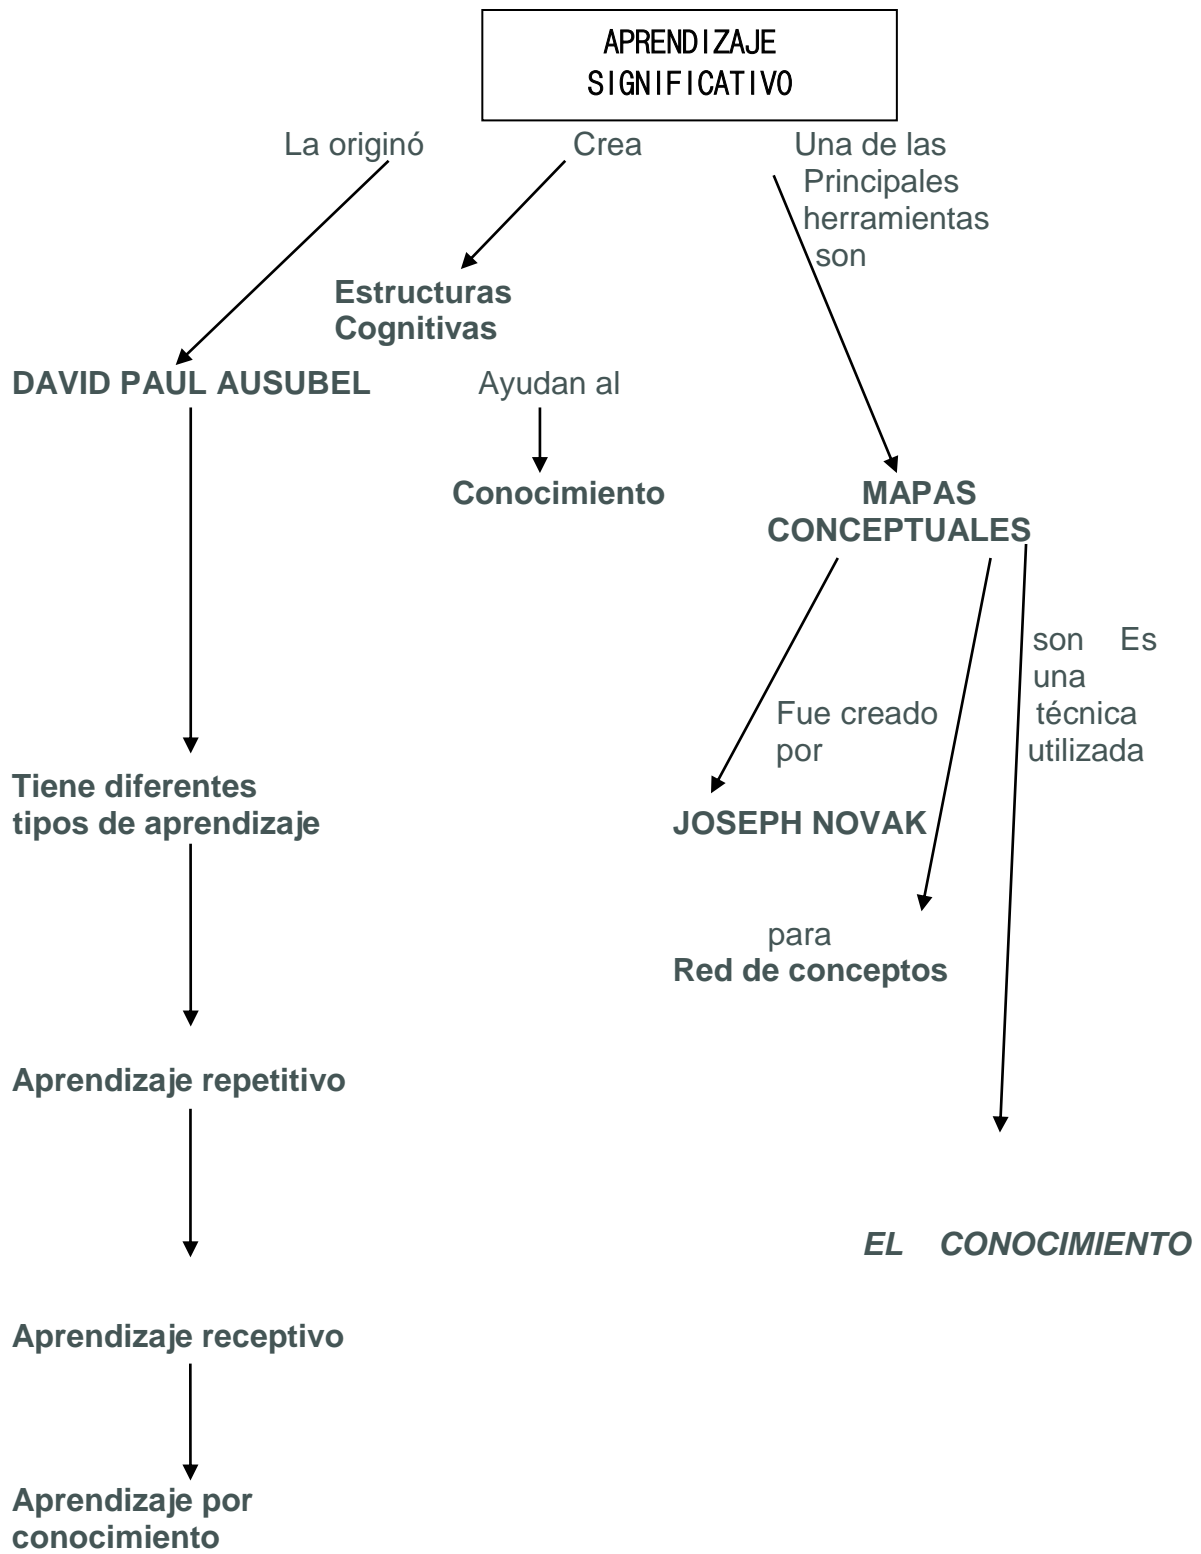 APRENDIZAJE
SIGNIFICATIVO
La originó
Crea
Una de las
Principales
herramientas
son
Estructuras
Cognitivas
DAVID PAUL AUSUBEL
Ayudan al
Conocimiento
MAPAS
CONCEPTUALES
son Es
una
técnica
utilizada
Fue creado
por
Tiene diferentes
tipos de aprendizaje
JOSEPH NOVAK
para
Red de conceptos
Aprendizaje repetitivo
EL CONOCIMIENTO
Aprendizaje receptivo
Aprendizaje por
conocimiento